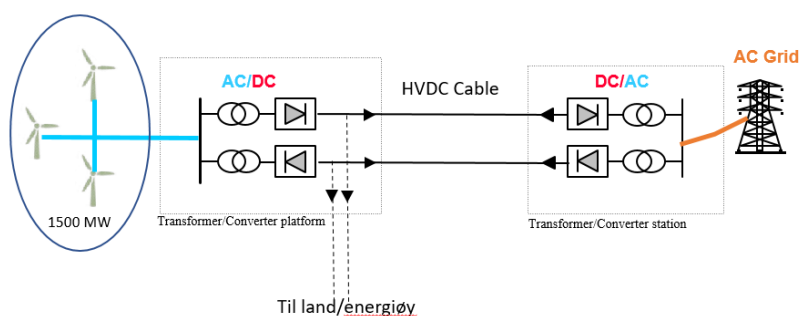 AC Grid
AC/DC
DC/AC
HVDC Cable
1500 MW
Transformer/Converter platform
Transformer/Converter station
Til land/energiøy